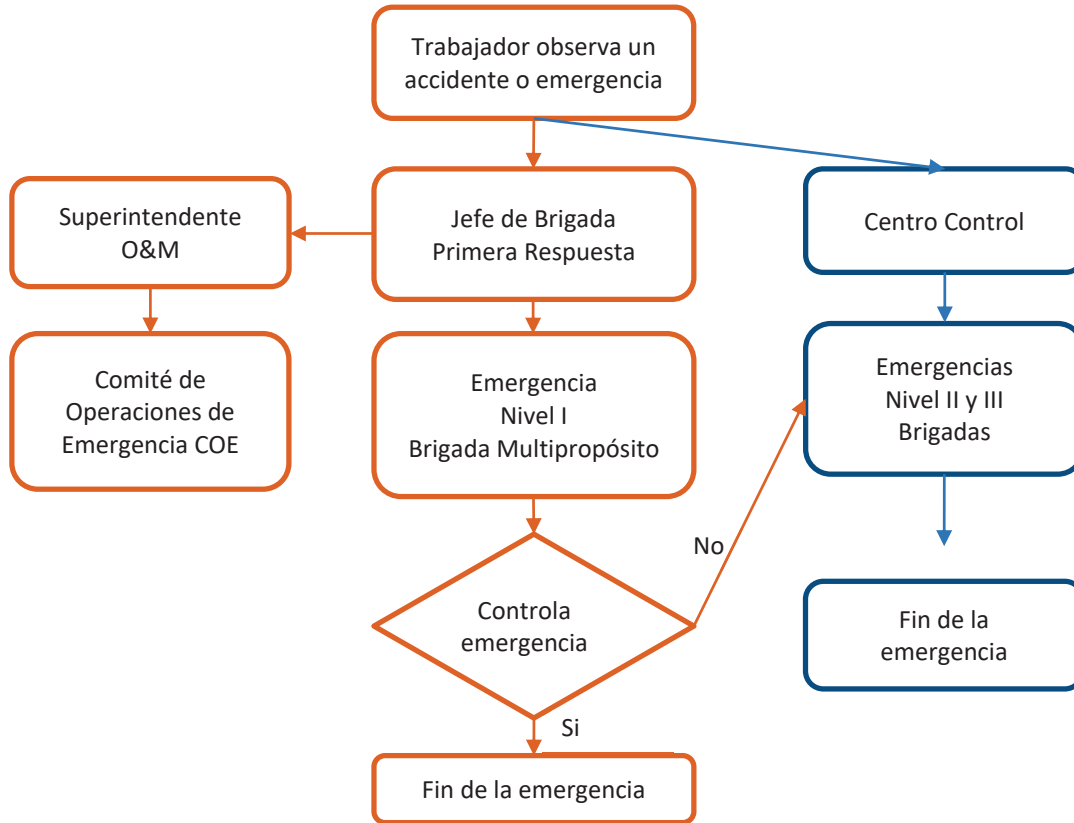 Trabajador observa un
accidente o emergencia
Superintendente
O&M
Jefe de Brigada
Primera Respuesta
Centro Control
Comité de
Operaciones de
Emergencia COE
Emergencia
Nivel I
Brigada Multipropósito
Emergencias
Nivel II y III
Brigadas
No
Controla
emergencia
Fin de la
emergencia
Si
Fin de la emergencia